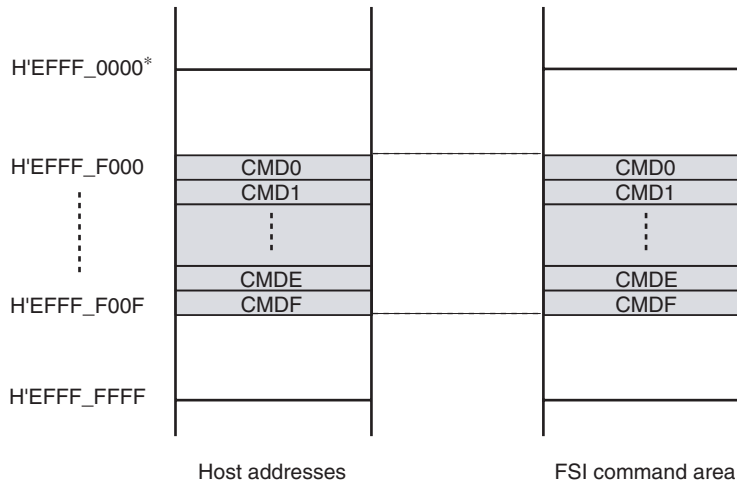 H'EFFF_0000*
H'EFFF_F000 CMD0 CMD0
CMD1 CMD1
CMDE CMDE
H'EFFF_F00F CMDF CMDF
H'EFFF_FFFF
Host addresses FSI command area